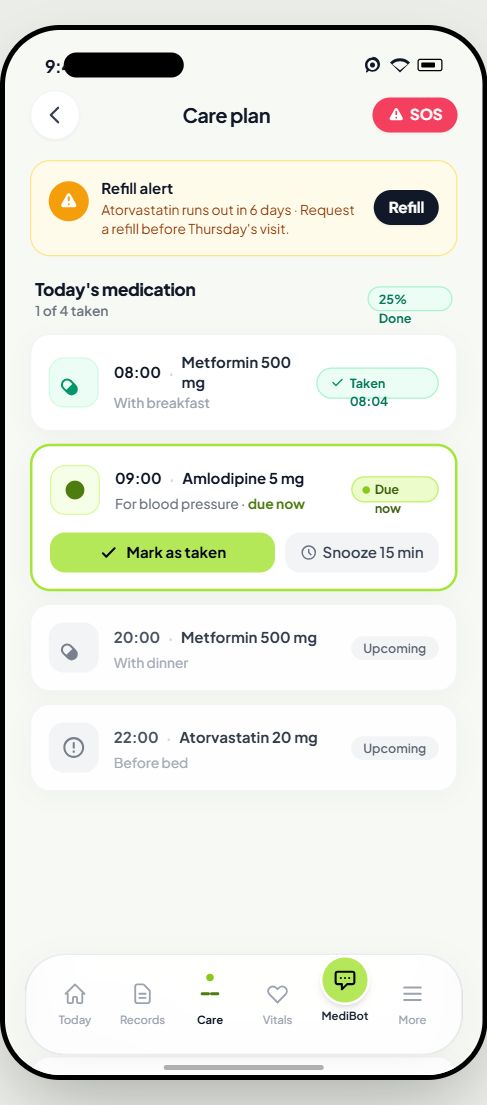 9:
Care plan
SOS
Refill alert
Atorvastatin runs out in 6 days · Request
a refill before Thursday's visit.
Refill
Today's medication
1 of 4 taken
25%
Done
08:00 · Metformin 500
mg
With breakfast
Taken
08:04
09:00 · Amlodipine 5 mg
For blood pressure · due now
Due
now
Mark as taken
Snooze 15 min
20:00 · Metformin 500 mg
With dinner
Upcoming
22:00 · Atorvastatin 20 mg
Before bed
Upcoming
Today
Records
Care
Vitals
MediBot
More